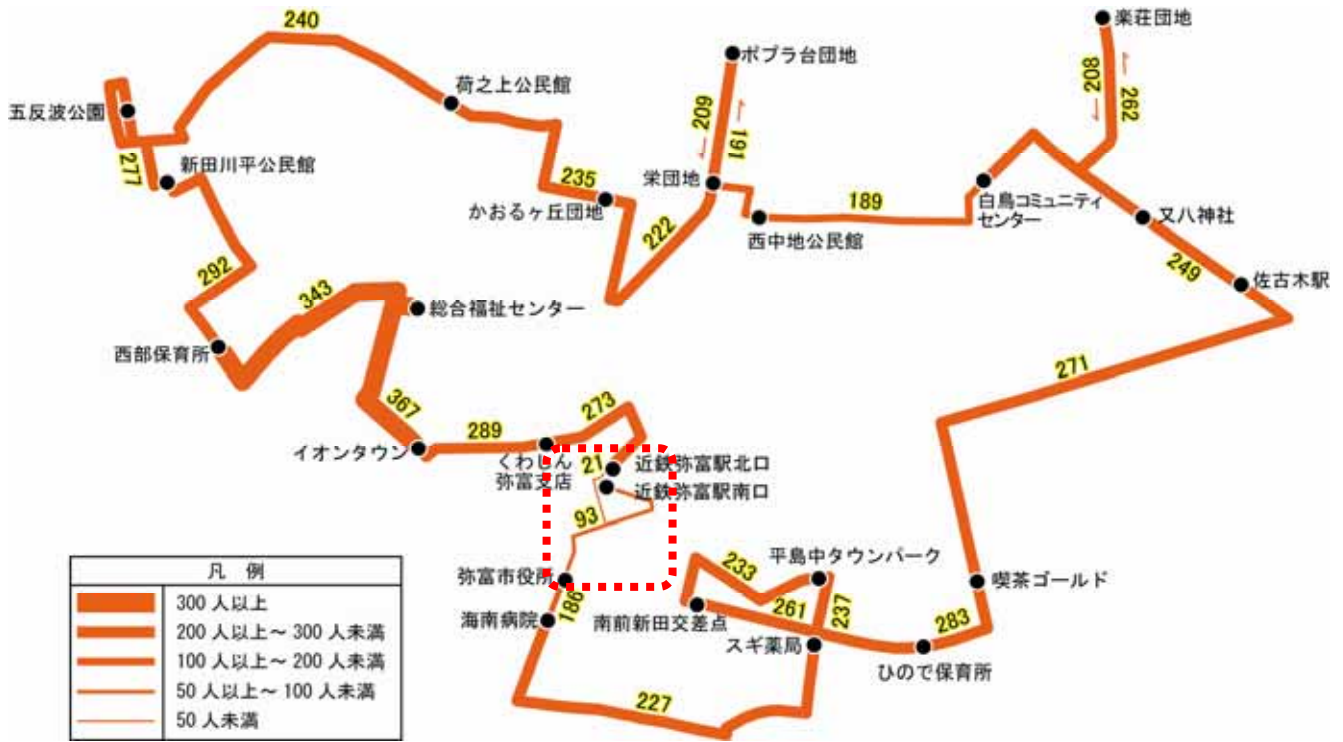 240
楽荘団地
ポプラ台団地
荷之上公民館
208
262
五反波公園
209
161
277
新田川平公民館
235
栄団地
かおるヶ丘団地
189
白鳥コミュニティ
センター
西中地公民館
又八神社
222
249
292
佐古木駅
343
総合福祉センター
西部保育所
271
367
289
273
イオンタウン
くわしん
弥富支店
21
近鉄弥富駅北口
近鉄弥富駅南口
93
弥富市役所
186
海南病院
233
平島中タウンパーク
喫茶ゴールド
261
237
283
南前新田交差点
スギ薬局
ひので保育所
227
凡 例
300 人以上
200 人以上～ 300 人未満
100 人以上～ 200 人未満
50 人以上～ 100 人未満
50 人未満